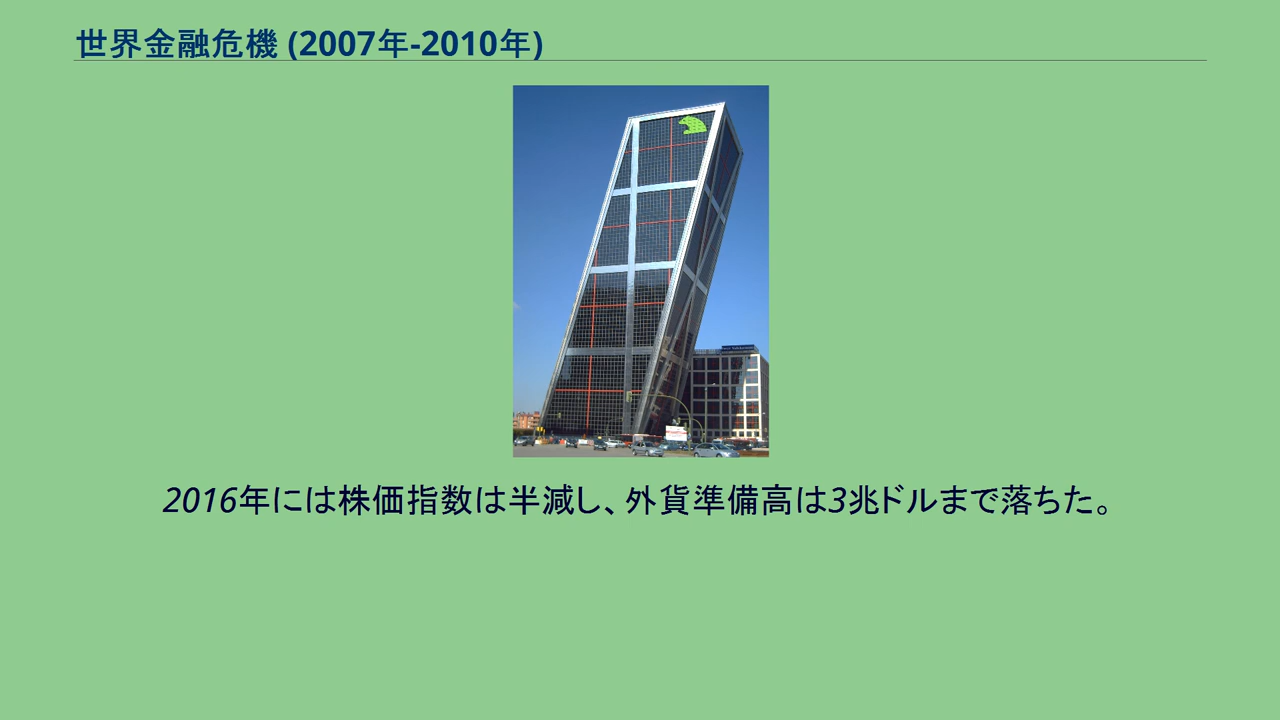 世界金融危機 (2007年-2010年)
2016年には株価指数は半減し、外貨準備高は3兆ドルまで落ちた。